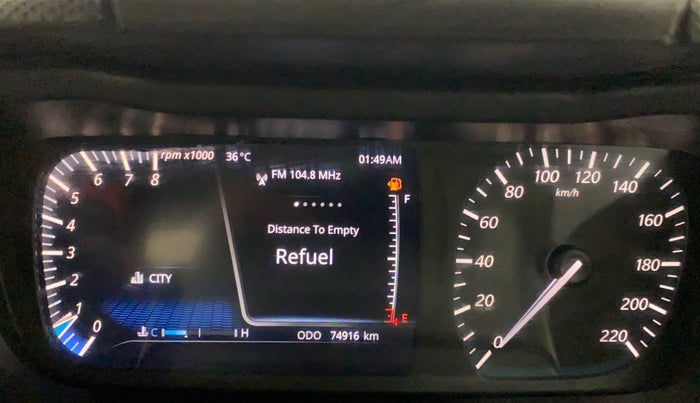 rpm x1000 36°C 01:49AM
FM 104.8 MHz
F
Distance To Empty
Refuel
E
0 1 2 3 4 5 6 7 8
CITY
C H
ODO 74916 km
km/h
0 20 40 60 80 100 120 140 160 180 200 220